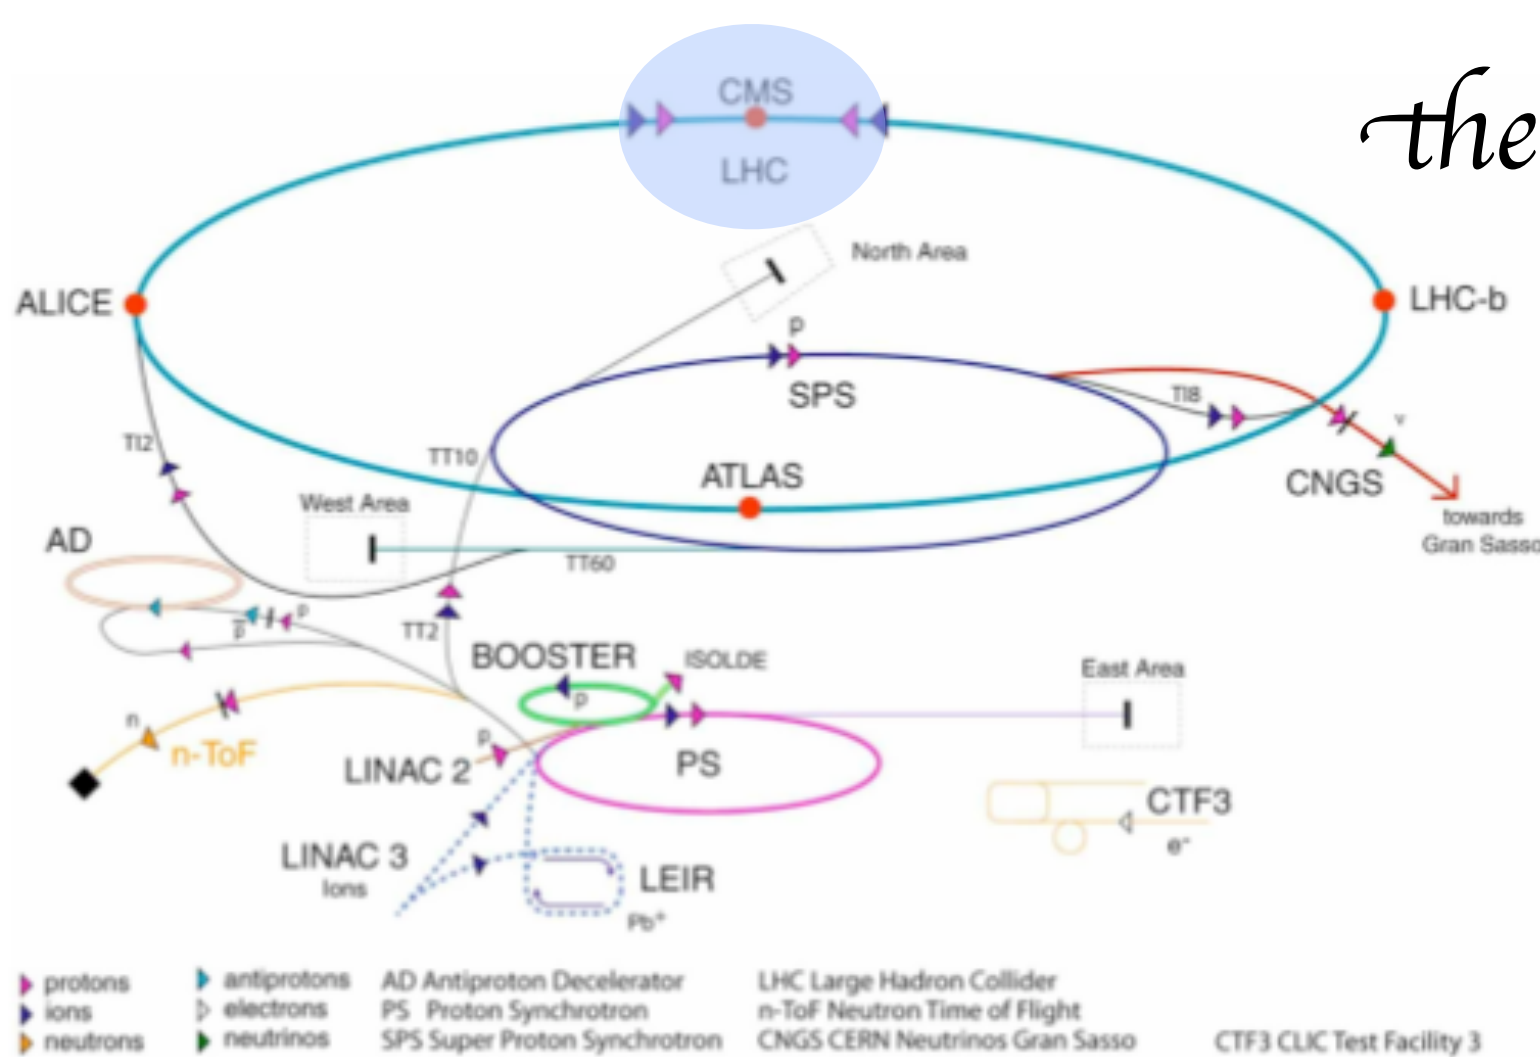 the
CMS
LHC
North Area
ALICE
LHC-b
p
SPS
TI8
TI2
TT10
ATLAS
ν
CNGS
West Area
towards
Gran Sasso
AD
TT60
p
p̅
TT2
BOOSTER
ISOLDE
East Area
p
n
n-ToF
p
LINAC 2
PS
CTF3
e-
LINAC 3
Ions
LEIR
Pb+
protons
ions
neutrons
antiprotons
electrons
neutrinos
AD Antiproton Decelerator
PS Proton Synchrotron
SPS Super Proton Synchrotron
LHC Large Hadron Collider
n-ToF Neutron Time of Flight
CNGS CERN Neutrinos Gran Sasso
CTF3 CLIC Test Facility 3